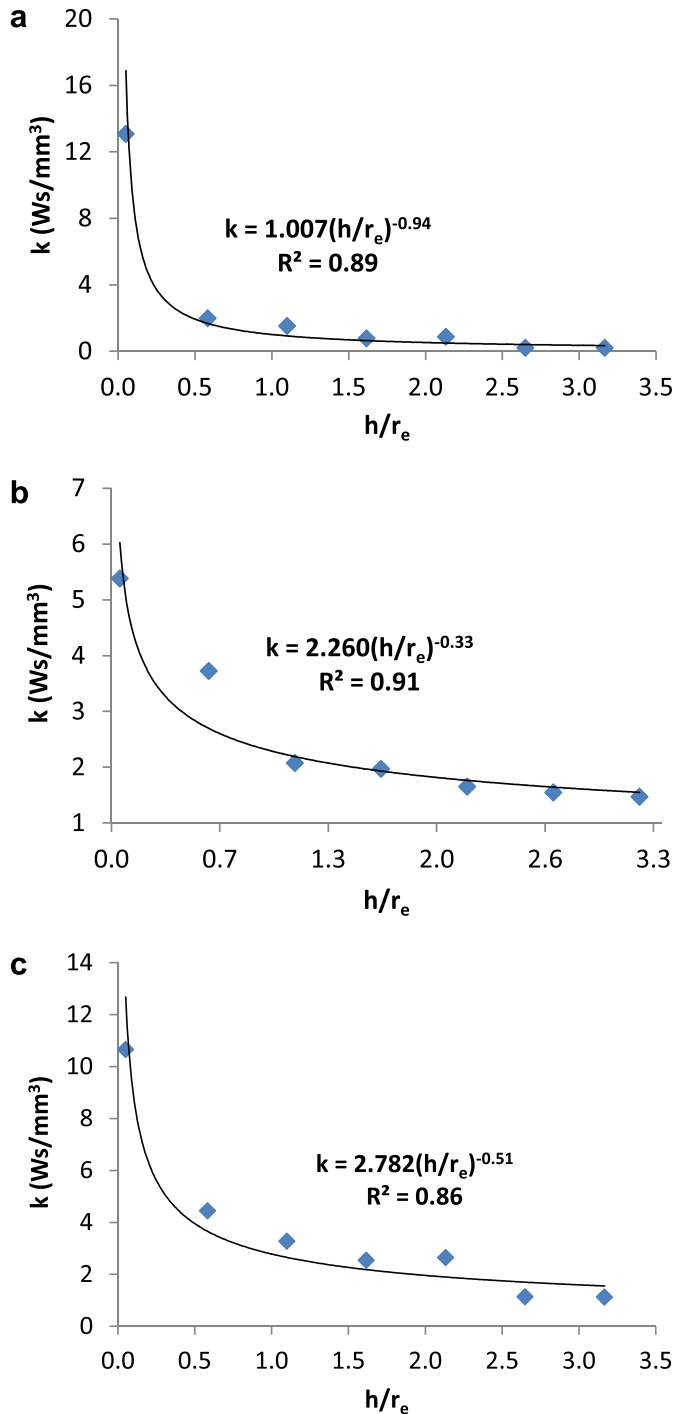 a
20
16
12
8
4
0
k (Ws/mm³)
k = 1.007(h/rₑ)⁻⁰·⁹⁴
R² = 0.89
0.0 0.5 1.0 1.5 2.0 2.5 3.0 3.5
h/rₑ
b
7
6
5
4
3
2
1
k (Ws/mm³)
k = 2.260(h/rₑ)⁻⁰·³³
R² = 0.91
0.0 0.7 1.3 2.0 2.6 3.3
h/rₑ
c
14
12
10
8
6
4
2
0
k (Ws/mm³)
k = 2.782(h/rₑ)⁻⁰·⁵¹
R² = 0.86
0.0 0.5 1.0 1.5 2.0 2.5 3.0 3.5
h/rₑ